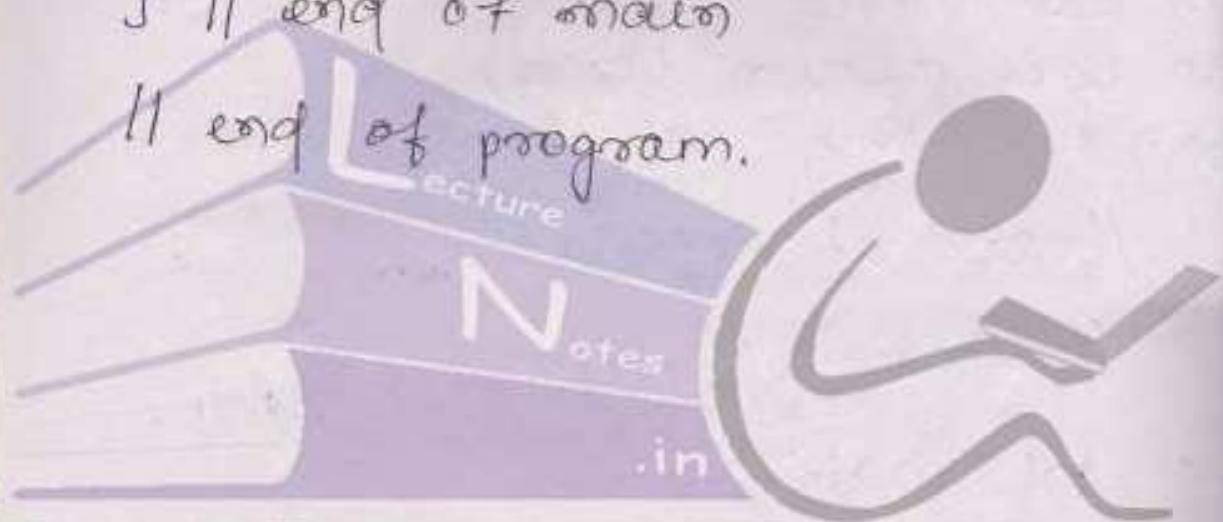 } // end of main
// end of program.
Lecture
Notes
.in